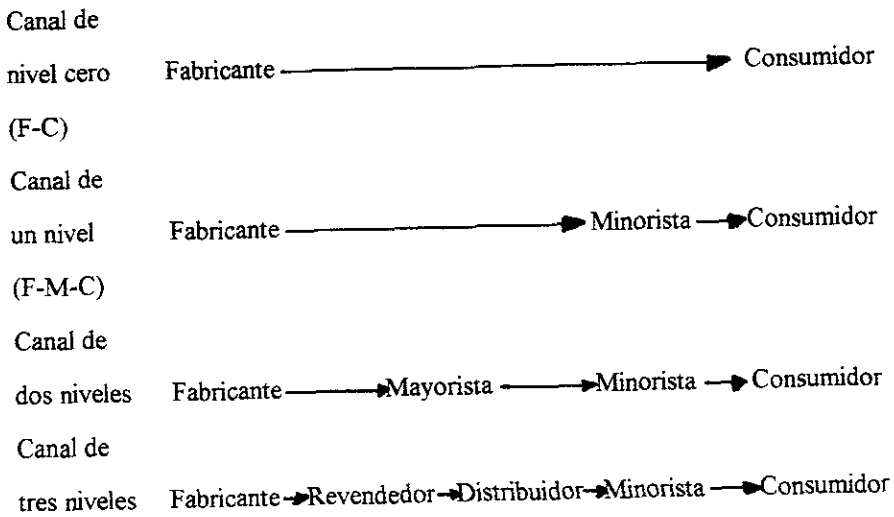 Canal de
nivel cero Fabricante Consumidor
(F-C)
Canal de
un nivel Fabricante Minorista Consumidor
(F-M-C)
Canal de
dos niveles Fabricante Mayorista Minorista Consumidor
Canal de
tres niveles Fabricante Revendedor Distribuidor Minorista Consumidor